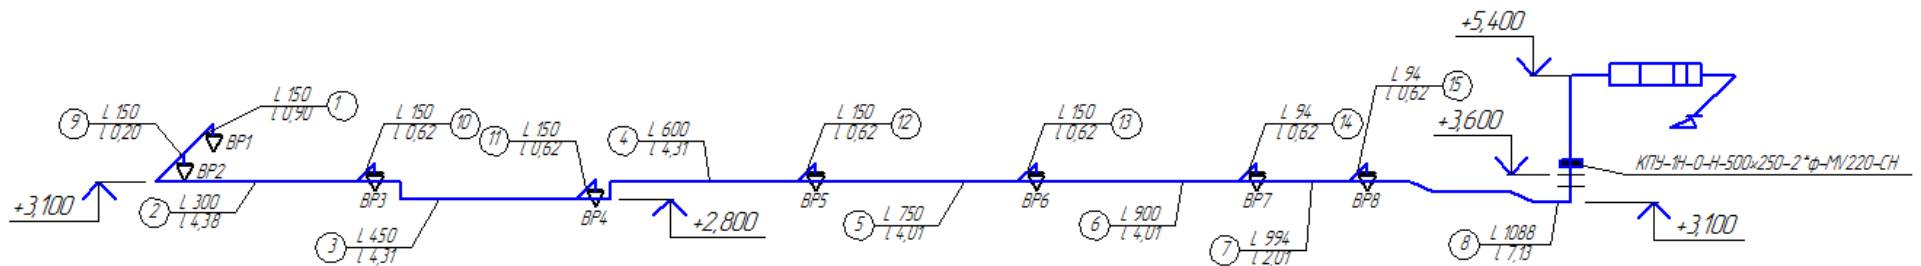 +5,400
L 94
l 0,62
15
L 150
l 0,20
9
L 150
l 0,90
1
BP1
BP2
L 150
l 0,62
10
L 150
l 0,62
11
L 600
l 4,31
4
L 150
l 0,62
12
L 150
l 0,62
13
L 94
l 0,62
14
+3,600
КПУ-1Н-О-Н-500х250-2*ф-MV220-СН
+3,100
L 300
l 4,38
2
BP3
BP4
BP5
BP6
BP7
BP8
+2,800
L 450
l 4,31
3
L 750
l 4,01
5
L 900
l 4,01
6
L 994
l 2,01
7
L 1088
l 7,13
8
+3,100